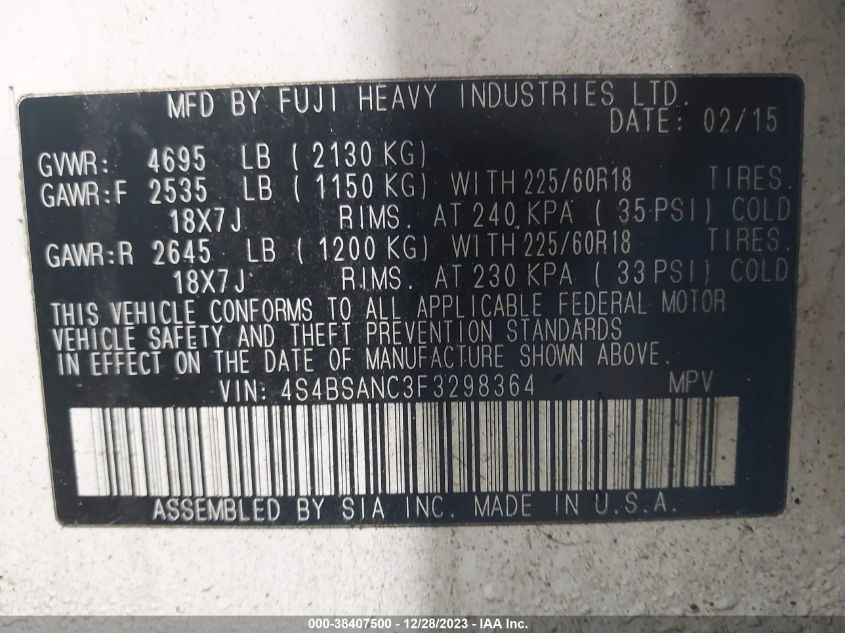 MFD BY FUJI HEAVY INDUSTRIES LTD.
DATE: 02/15
GVWR: 4695 LB ( 2130 KG)
GAWR:F 2535 LB ( 1150 KG) WITH 225/60R18 TIRES.
18X7J RIMS. AT 240 KPA ( 35 PSI) COLD
GAWR:R 2645 LB ( 1200 KG) WITH 225/60R18 TIRES.
18X7J RIMS. AT 230 KPA ( 33 PSI) COLD
THIS VEHICLE CONFORMS TO ALL APPLICABLE FEDERAL MOTOR
VEHICLE SAFETY AND THEFT PREVENTION STANDARDS
IN EFFECT ON THE DATE OF MANUFACTURE SHOWN ABOVE.
VIN: 4S4BSANC3F3298364 MPV
ASSEMBLED BY SIA INC. MADE IN U.S.A.
000-38407500 - 12/28/2023 - IAA Inc.